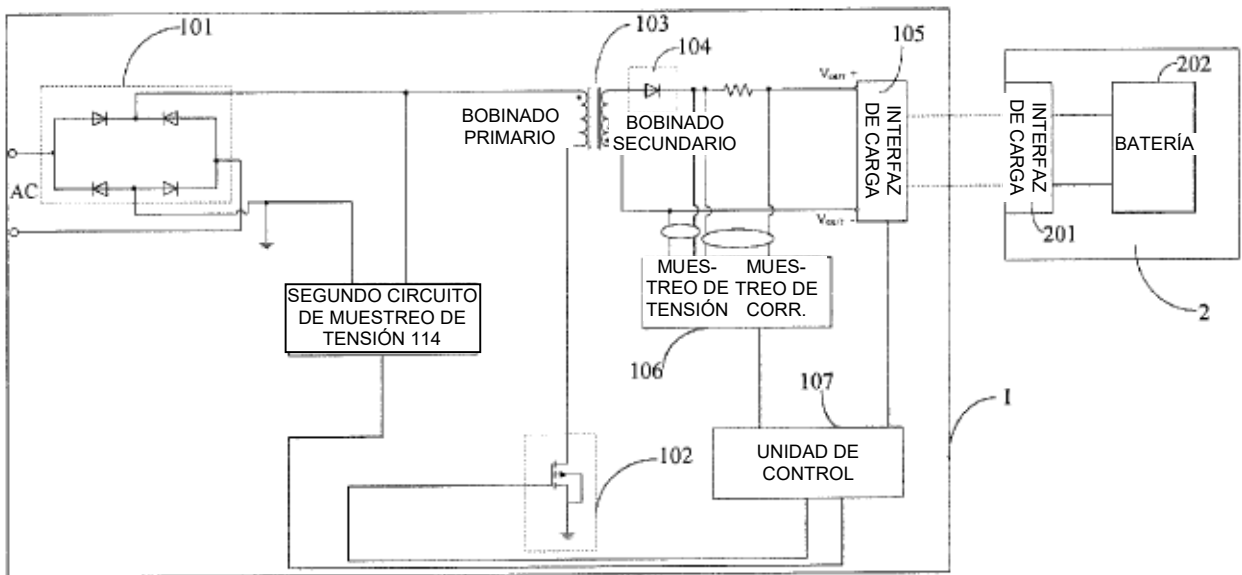 101
103
104
105
202
V_OUT +
BOBINADO
PRIMARIO
BOBINADO
SECUNDARIO
INTERFAZ
DE CARGA
INTERFAZ
DE CARGA
BATERÍA
AC
V_OUT -
201
2
MUES-
TREO DE
TENSIÓN
MUES-
TREO DE
CORR.
SEGUNDO CIRCUITO
DE MUESTREO DE
TENSIÓN 114
106
107
1
UNIDAD DE
CONTROL
102